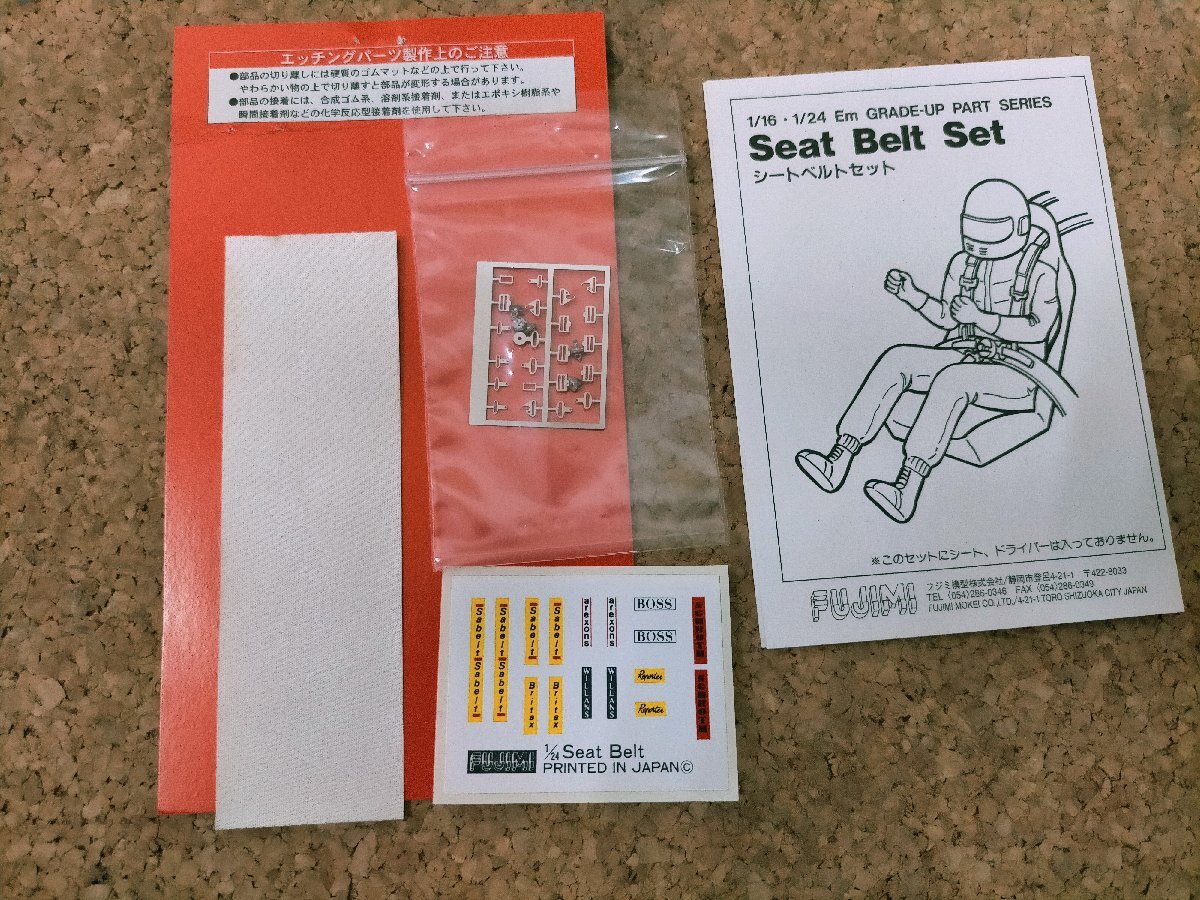 エッチングパーツ製作上のご注意
●部品の切り離しには硬質のゴムマットなどの上で行って下さい。
やわらかい物の上で切り離すと部品が変形する場合があります。
●部品の接着には、合成ゴム系、溶剤系接着剤、またはエポキシ樹脂系や
瞬間接着剤などの化学反応型接着剤を使用して下さい。
1/16・1/24 Em GRADE-UP PART SERIES
Seat Belt Set
シートベルトセット
※このセットにシート、ドライバーは入っておりません。
FUJIMI
フジミ模型株式会社/静岡市登呂4-21-1 〒422-8033
TEL (054)286-0346 FAX (054)286-0349
FUJIMI MOKEI CO.,LTD./4-21-1 TORO SHIZUOKA CITY JAPAN
Sabelt
Sabelt
Sabelt
Sabelt
Sabelt
Sabelt
Britax
Britax
arexons
arexons
WILLANS
WILLANS
BOSS
BOSS
Reporter
Reporter
FUJIMI
1/24 Seat Belt
PRINTED IN JAPAN©